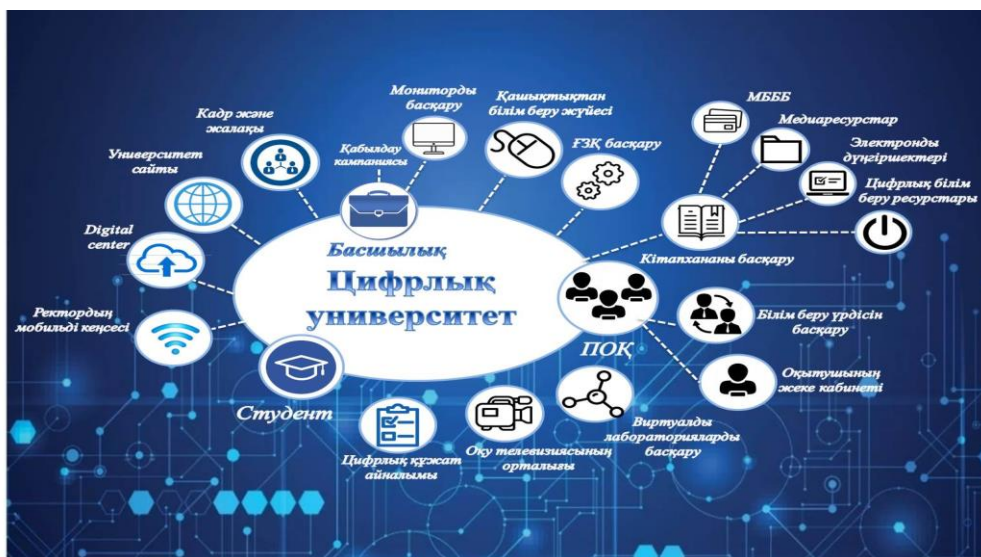 Мониторды
басқару
Қашықтықтан
білім беру жүйесі
МБББ
Медиаресурстар
Кадр және
жалақы
Қабылдау
кампаниясы
ҒЗҚ басқару
Электронды
дүңгіршектері
Университет
сайты
Цифрлық білім
беру ресурстары
Digital
center
Басшылық
Цифрлық
университет
Кітапхананы басқару
Ректордың
мобильді кеңсесі
ПОҚ
Білім беру үрдісін
басқару
Студент
Оқытушының
жеке кабинеті
Цифрлық құжат
айналымы
Оқу телевизиясының
орталығы
Виртуалды
лабораторияларды
басқару